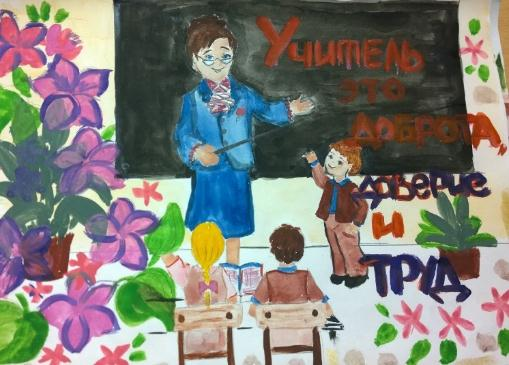 Учитель
это
доброта,
доверие
и
труд